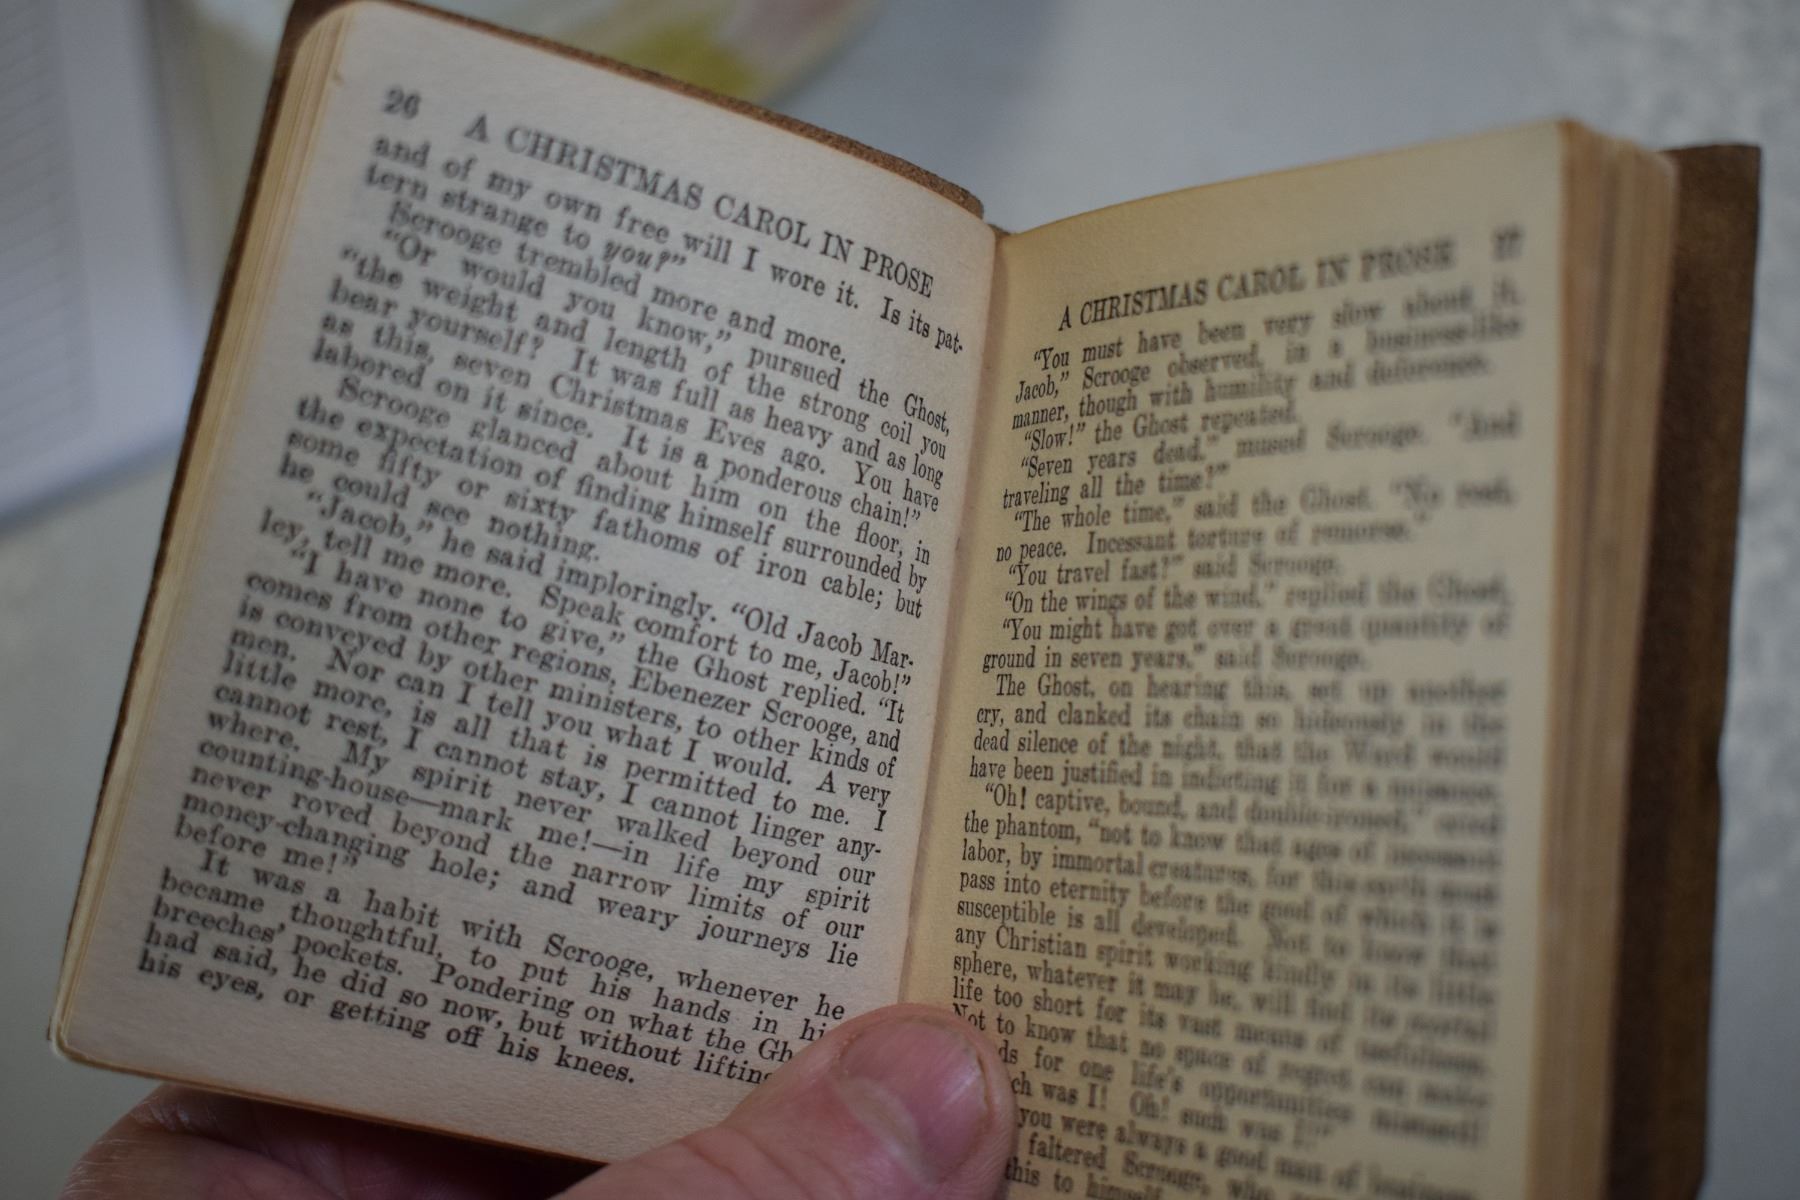 26 A CHRISTMAS CAROL IN PROSE
and of my own free will I wore it. Is its pat-
tern strange to you?"
Scrooge trembled more and more.
"Or would you know," pursued the Ghost,
"the weight and length of the strong coil you
bear yourself? It was full as heavy and as long
as this, seven Christmas Eves ago. You have
labored on it since. It is a ponderous chain!"
Scrooge glanced about him on the floor, in
the expectation of finding himself surrounded by
some fifty or sixty fathoms of iron cable; but
he could see nothing.
"Jacob," he said imploringly. "Old Jacob Mar-
ley, tell me more. Speak comfort to me, Jacob!"
"I have none to give," the Ghost replied. "It
comes from other regions, Ebenezer Scrooge, and
is conveyed by other ministers, to other kinds of
men. Nor can I tell you what I would. A very
little more, is all that is permitted to me. I
cannot rest, I cannot stay, I cannot linger any-
where. My spirit never walked beyond our
counting-house—mark me!—in life my spirit
never roved beyond the narrow limits of our
money-changing hole; and weary journeys lie
before me!"
It was a habit with Scrooge, whenever he
became thoughtful, to put his hands in his
breeches' pockets. Pondering on what the Gh
had said, he did so now, but without lifting
his eyes, or getting off his knees.
A CHRISTMAS CAROL IN PROSE 27
"You must have been very slow about it,
Jacob," Scrooge observed, in a business-like
manner, though with humility and deference.
"Slow!" the Ghost repeated.
"Seven years dead," mused Scrooge. "And
traveling all the time?"
"The whole time," said the Ghost. "No rest,
no peace. Incessant torture of remorse."
"You travel fast?" said Scrooge.
"On the wings of the wind," replied the Ghost.
"You might have got over a great quantity of
ground in seven years," said Scrooge.
The Ghost, on hearing this, set up another
cry, and clanked its chain so hideously in the
dead silence of the night, that the Ward would
have been justified in indicting it for a nuisance.
"Oh! captive, bound, and double-ironed," cried
the phantom, "not to know that ages of incessant
labor, by immortal creatures, for this earth must
pass into eternity before the good of which it is
susceptible is all developed. Not to know that
any Christian spirit working kindly in its little
sphere, whatever it may be, will find its mortal
life too short for its vast means of usefulness.
Not to know that no space of regret can make
ds for one life's opportunities misused!
ch was I! Oh! such was I!"
you were always a good man of business,
faltered Scrooge, who
this to himself.